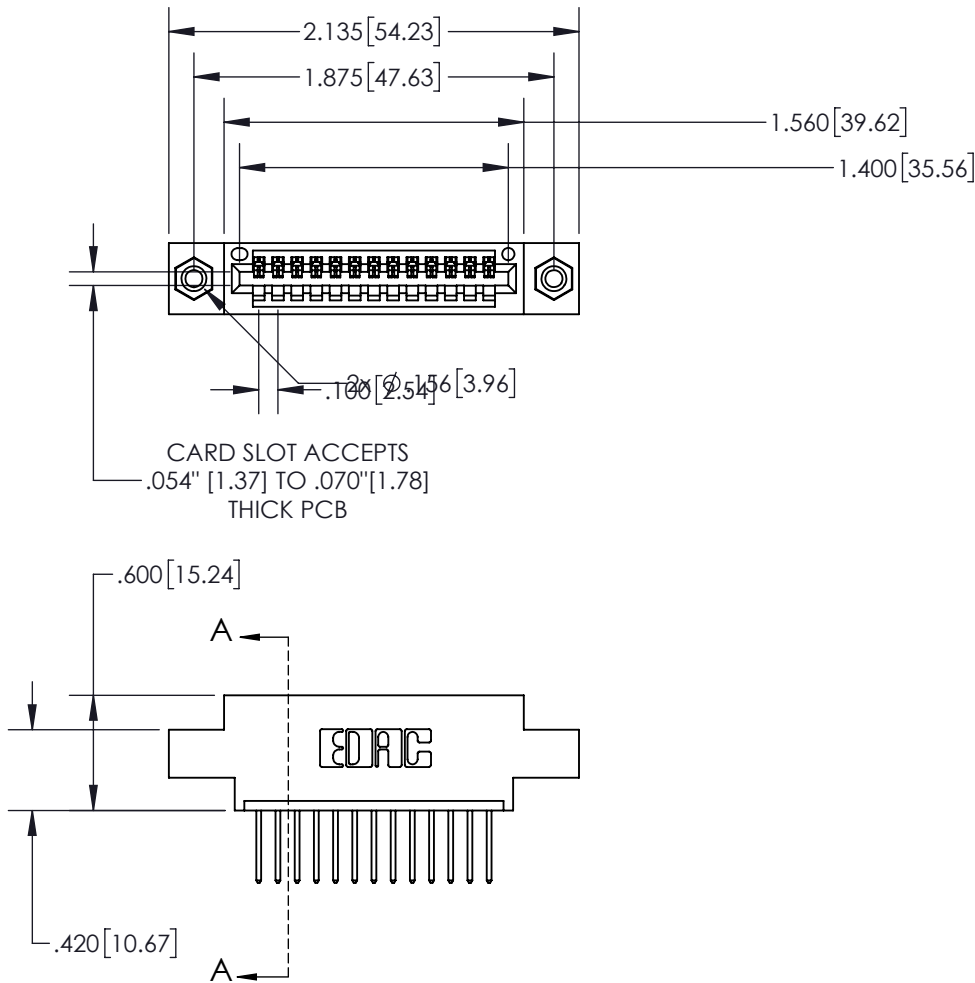 2.135[54.23]
1.875[47.63]
1.560[39.62]
1.400[35.56]
2x ⌀ .156 [3.96]
.100[2.54]
CARD SLOT ACCEPTS
.054" [1.37] TO .070"[1.78]
THICK PCB
.600[15.24]
A
EDAC
.420[10.67]
A